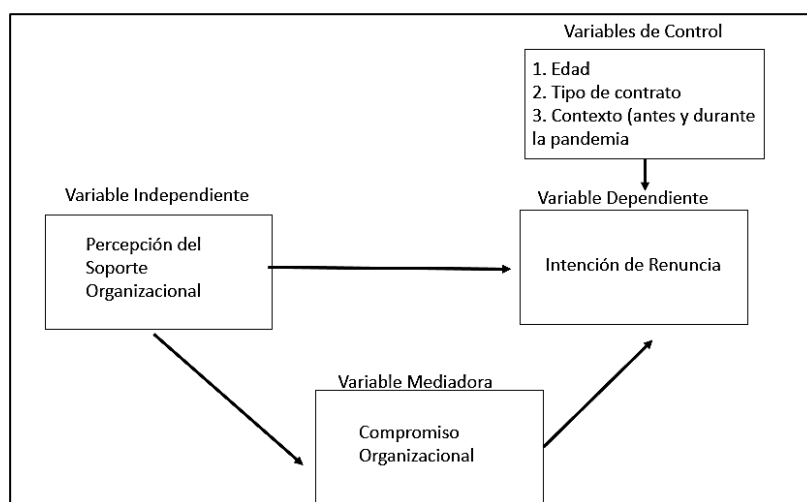 Variables de Control
1. Edad
2. Tipo de contrato
3. Contexto (antes y durante
la pandemia
Variable Independiente
Percepción del
Soporte
Organizacional
Variable Dependiente
Intención de Renuncia
Variable Mediadora
Compromiso
Organizacional